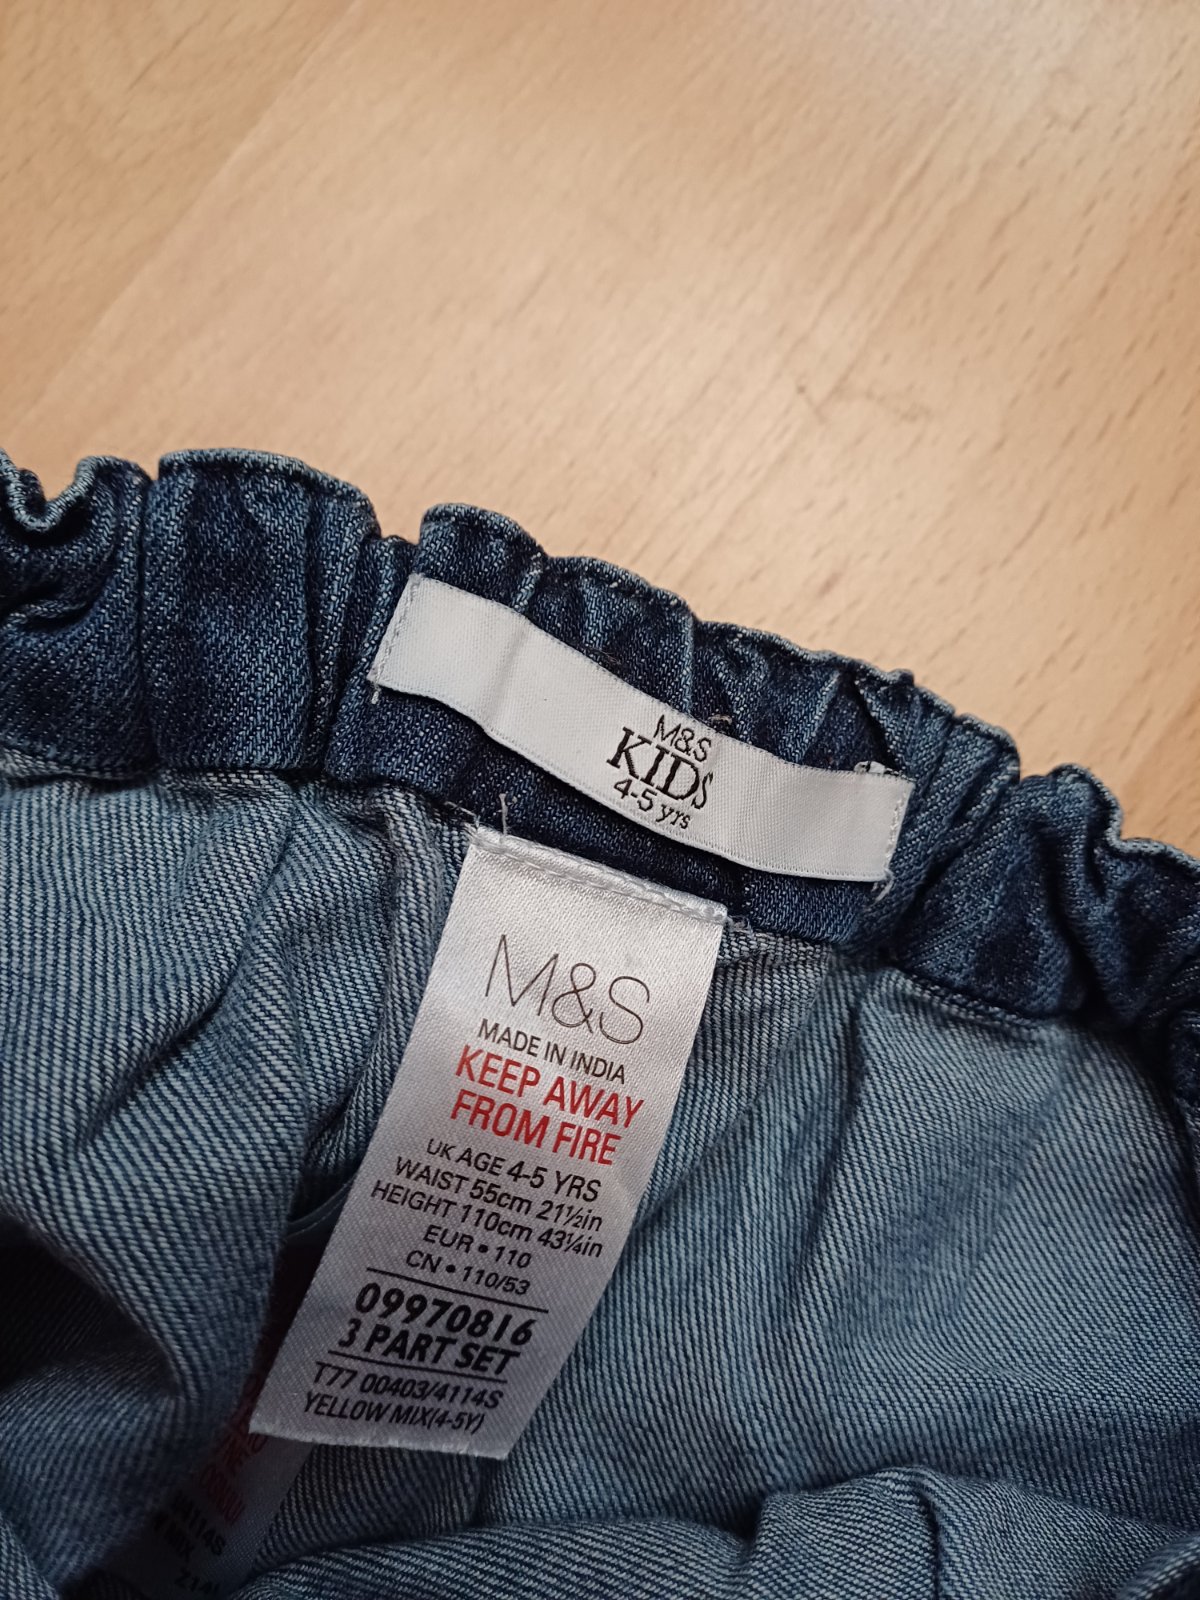 M&S
KIDS
4-5 yrs
M&S
MADE IN INDIA
KEEP AWAY
FROM FIRE
UK AGE 4-5 YRS
WAIST 55cm 21½in
HEIGHT 110cm 43¼in
EUR • 110
CN • 110/53
09970816
3 PART SET
T77 00403/4114S
YELLOW MIX(4-5Y)